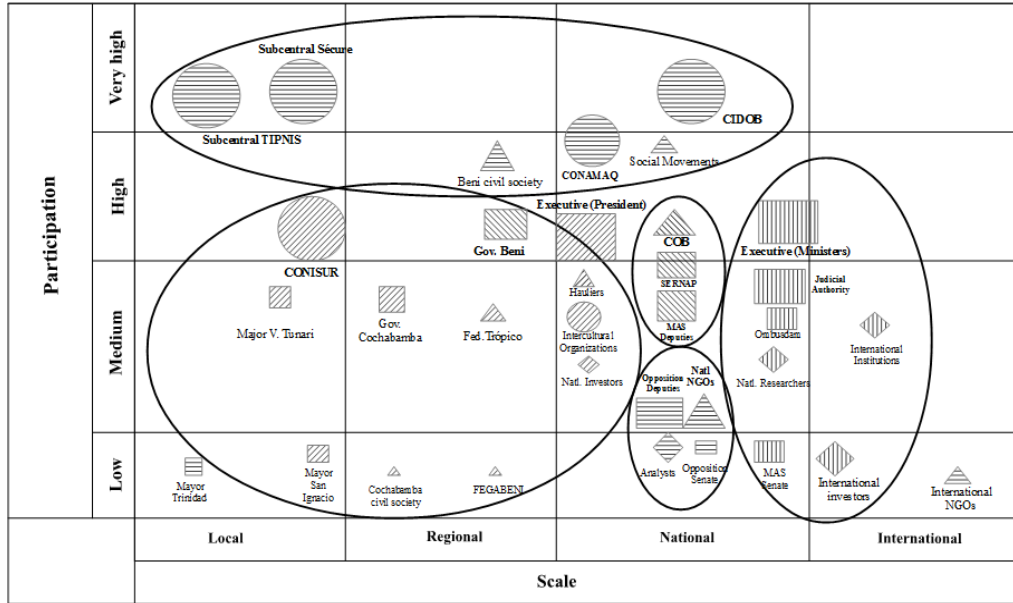 Participation
Very high
Subcentral Sécure
Subcentral TIPNIS
CIDOB
High
Beni civil society
CONAMAQ
Social Movements
CONISUR
Gov. Beni
Executive (President)
COB
Executive (Ministers)
Medium
Major V. Tunari
Gov.
Cochabamba
Fed. Trópico
Hauliers
Intercultural
Organizations
Natl. Investors
SERNAP
MAS
Deputies
Opposition
Deputies
Natl
NGOs
Judicial
Authority
Ombudam
Natl. Researchers
International
Institutions
Low
Mayor
Trinidad
Mayor
San
Ignacio
Cochabamba
civil society
FEGABENI
Analysts
Opposition
Senate
MAS
Senate
International
investors
International
NGOs
Local
Regional
National
International
Scale